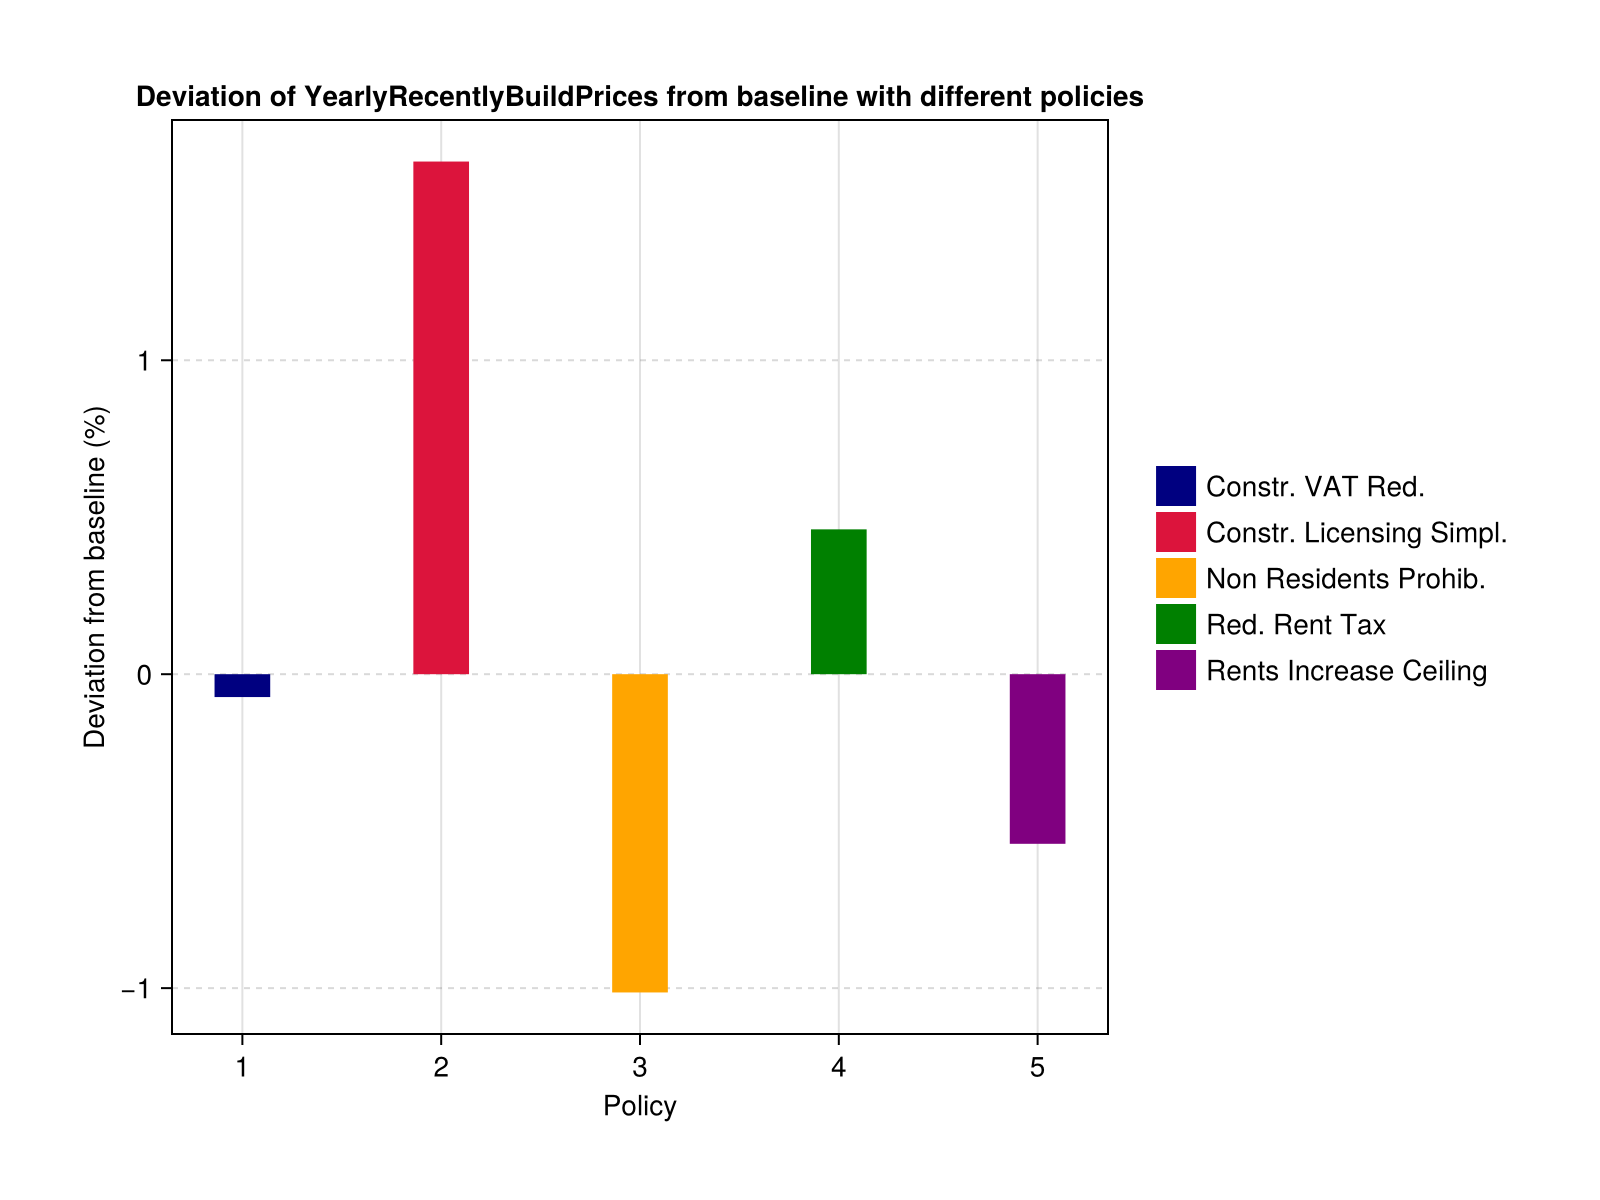 Deviation of YearlyRecentlyBuildPrices from baseline with different policies
Deviation from baseline (%)
1
0
−1
1 2 3 4 5
Policy
Constr. VAT Red.
Constr. Licensing Simpl.
Non Residents Prohib.
Red. Rent Tax
Rents Increase Ceiling